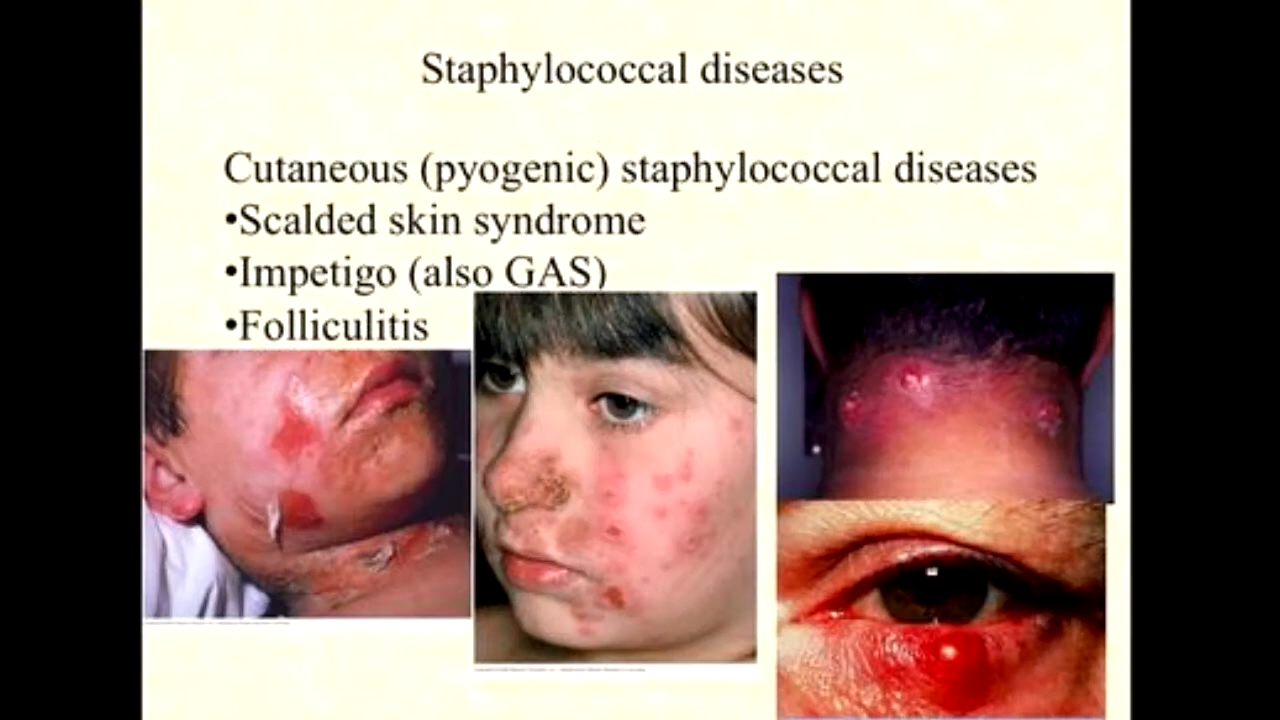 Staphylococcal diseases
Cutaneous (pyogenic) staphylococcal diseases
•Scalded skin syndrome
•Impetigo (also GAS)
•Folliculitis